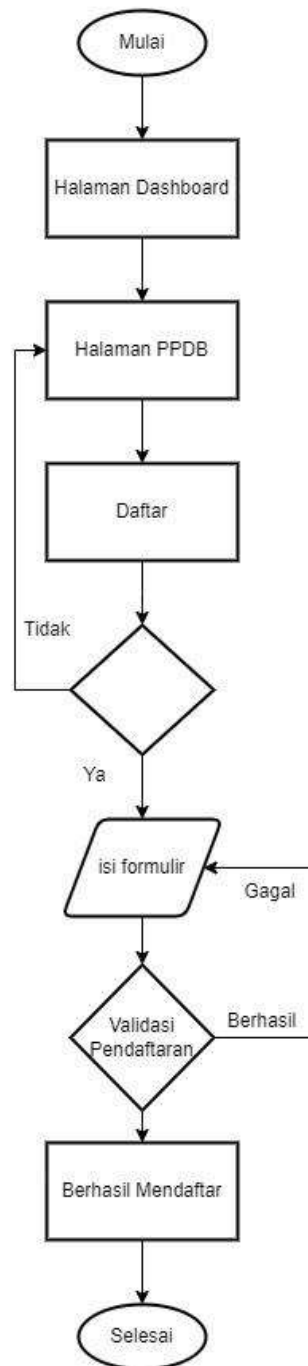 Mulai
Halaman Dashboard
Halaman PPDB
Daftar
Tidak
Ya
isi formulir
Gagal
Validasi
Pendaftaran
Berhasil
Berhasil Mendaftar
Selesai